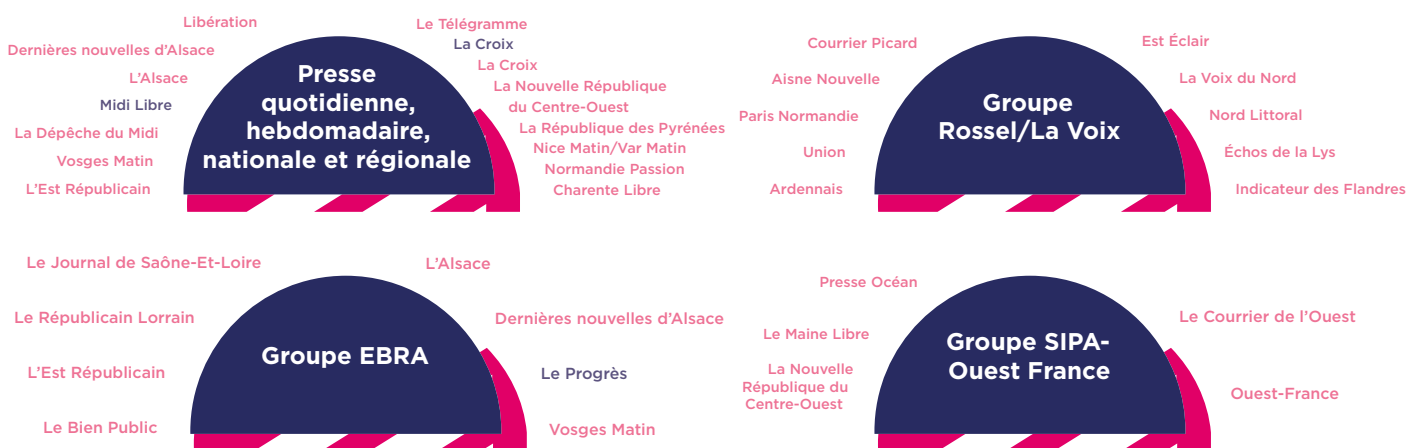 Libération
Dernières nouvelles d'Alsace
L'Alsace
Midi Libre
La Dépêche du Midi
Vosges Matin
L'Est Républicain
Presse
quotidienne,
hebdomadaire,
nationale et régionale
Le Télégramme
La Croix
La Croix
La Nouvelle République
du Centre-Ouest
La République des Pyrénées
Nice Matin/Var Matin
Normandie Passion
Charente Libre
Courrier Picard
Aisne Nouvelle
Paris Normandie
Union
Ardennais
Groupe
Rossel/La Voix
Est Éclair
La Voix du Nord
Nord Littoral
Échos de la Lys
Indicateur des Flandres
Le Journal de Saône-Et-Loire
Le Républicain Lorrain
L'Est Républicain
Le Bien Public
Groupe EBRA
L'Alsace
Dernières nouvelles d'Alsace
Le Progrès
Vosges Matin
Presse Océan
Le Maine Libre
La Nouvelle
République du
Centre-Ouest
Groupe SIPA-
Ouest France
Le Courrier de l'Ouest
Ouest-France